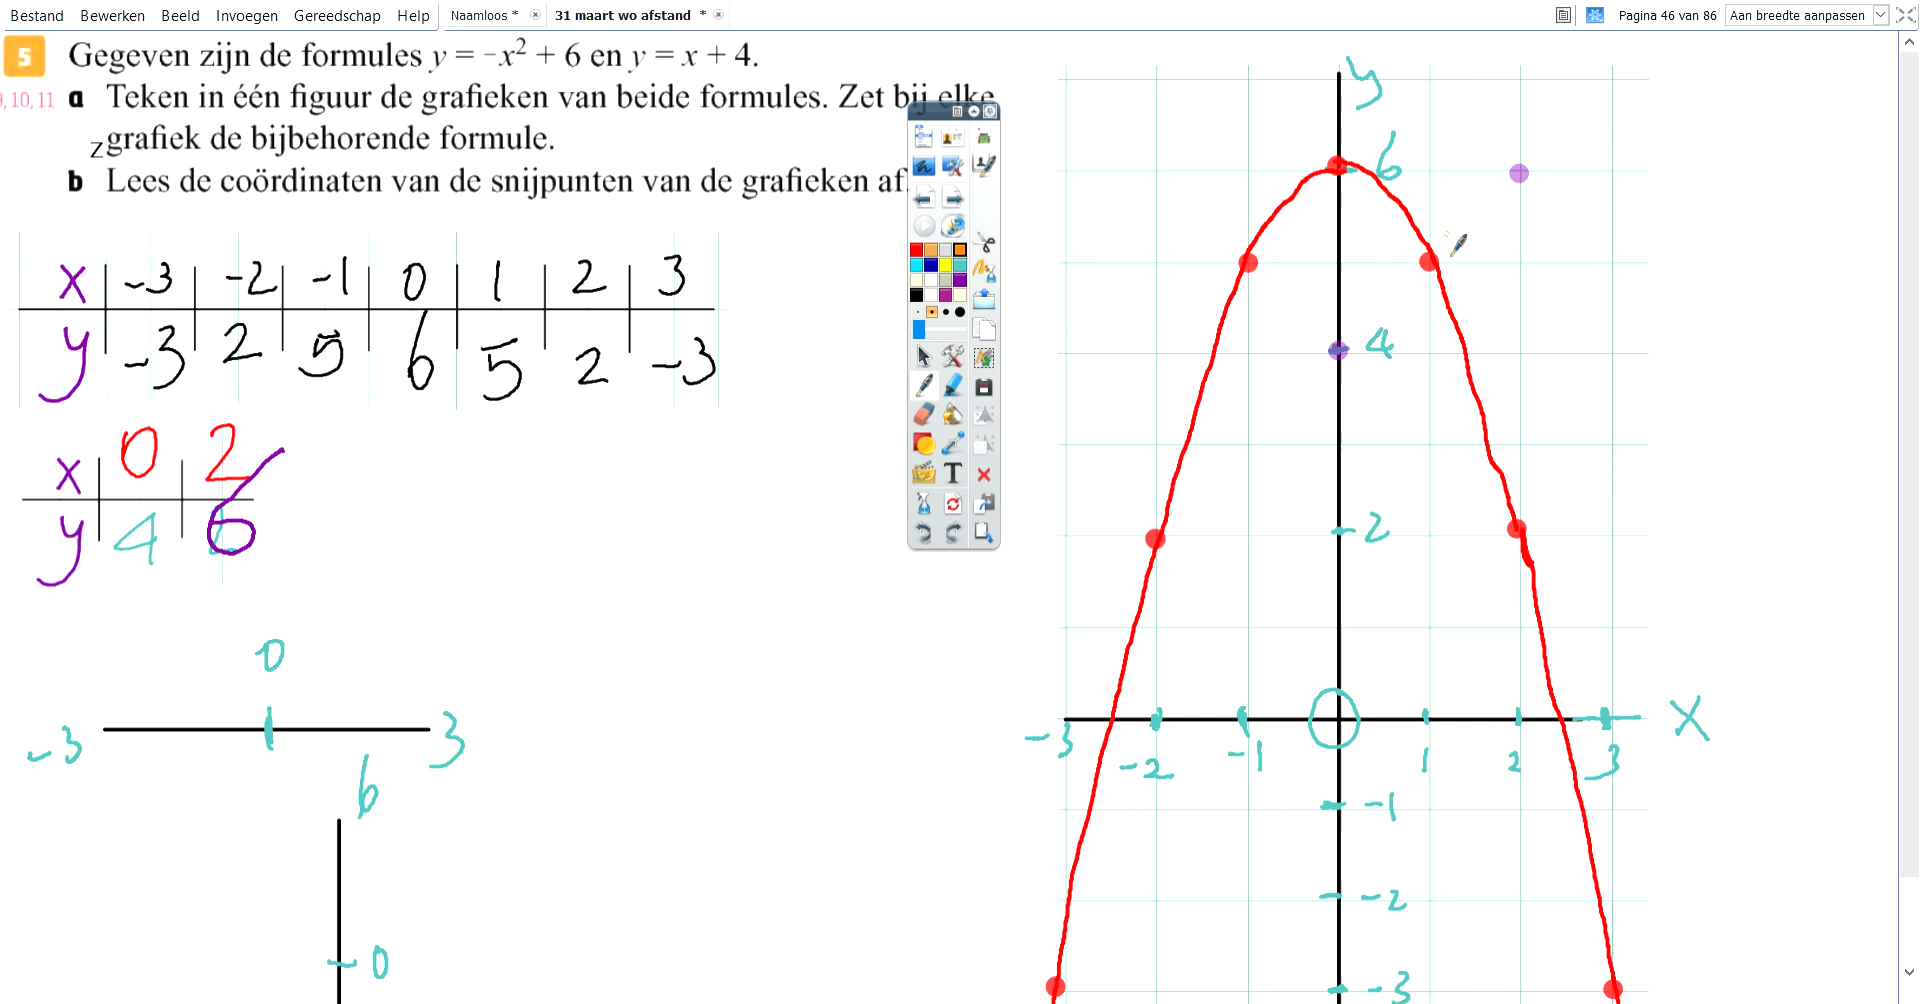 Bestand Bewerken Beeld Invoegen Gereedschap Help Naamloos * 31 maart wo afstand * Pagina 46 van 86 Aan breedte aanpassen
5 Gegeven zijn de formules y = -x² + 6 en y = x + 4.
, 10, 11 a Teken in één figuur de grafieken van beide formules. Zet bij elke
z grafiek de bijbehorende formule.
b Lees de coördinaten van de snijpunten van de grafieken af
x -3 -2 -1 0 1 2 3
y -3 2 5 6 5 2 -3
x 0 2
y 4 6
0
-3 3
6
0
T
y
6
4
2
0 x
-3 -2 -1 1 2 3
-1
-2
-3